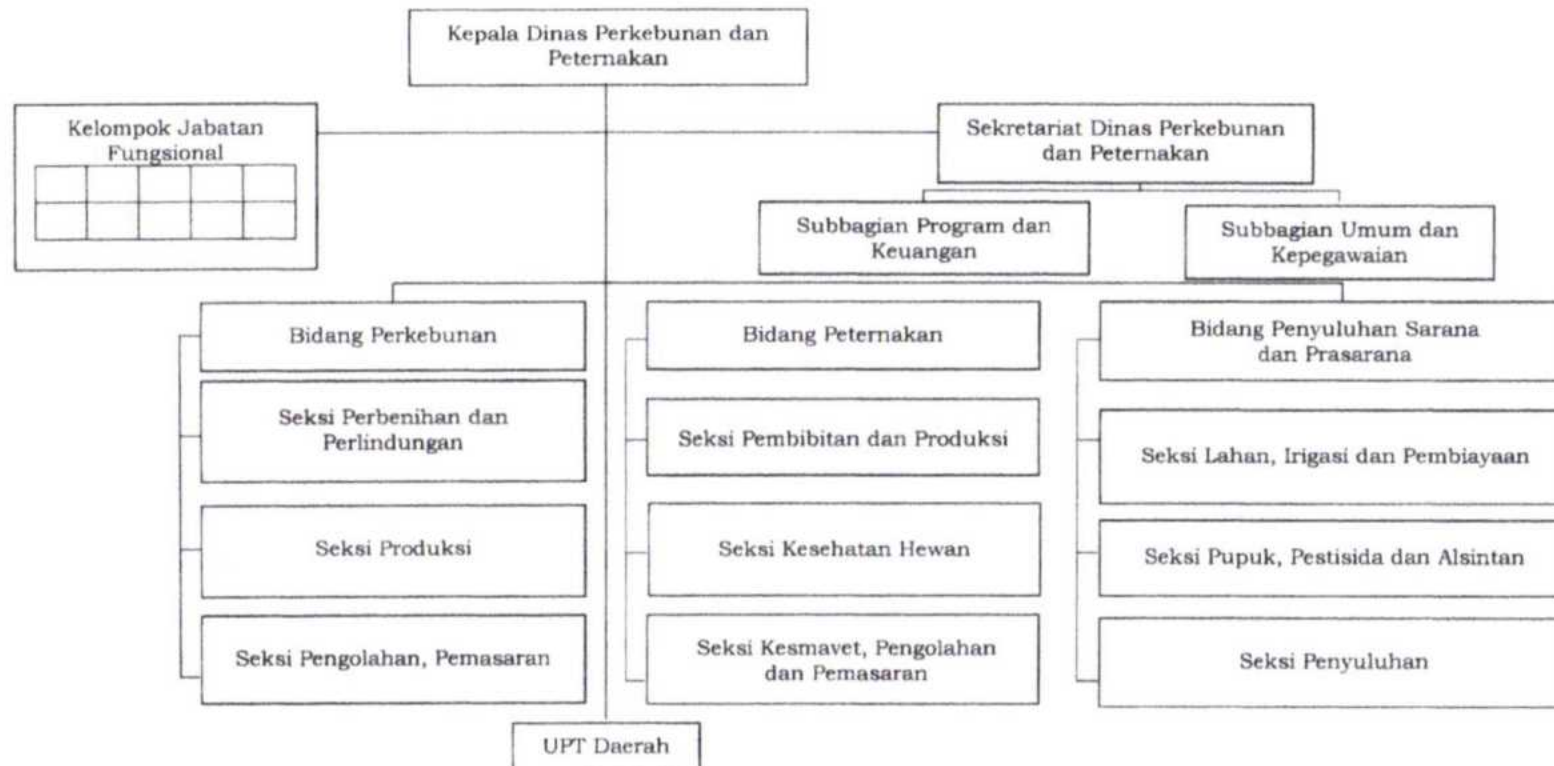 Kepala Dinas Perkebunan dan
Peternakan
Kelompok Jabatan
Fungsional
Sekretariat Dinas Perkebunan
dan Peternakan
Subbagian Program dan
Keuangan
Subbagian Umum dan
Kepegawaian
Bidang Perkebunan
Seksi Perbenihan dan
Perlindungan
Seksi Produksi
Seksi Pengolahan, Pemasaran
Bidang Peternakan
Seksi Pembibitan dan Produksi
Seksi Kesehatan Hewan
Seksi Kesmavet, Pengolahan
dan Pemasaran
Bidang Penyuluhan Sarana
dan Prasarana
Seksi Lahan, Irigasi dan Pembiayaan
Seksi Pupuk, Pestisida dan Alsintan
Seksi Penyuluhan
UPT Daerah